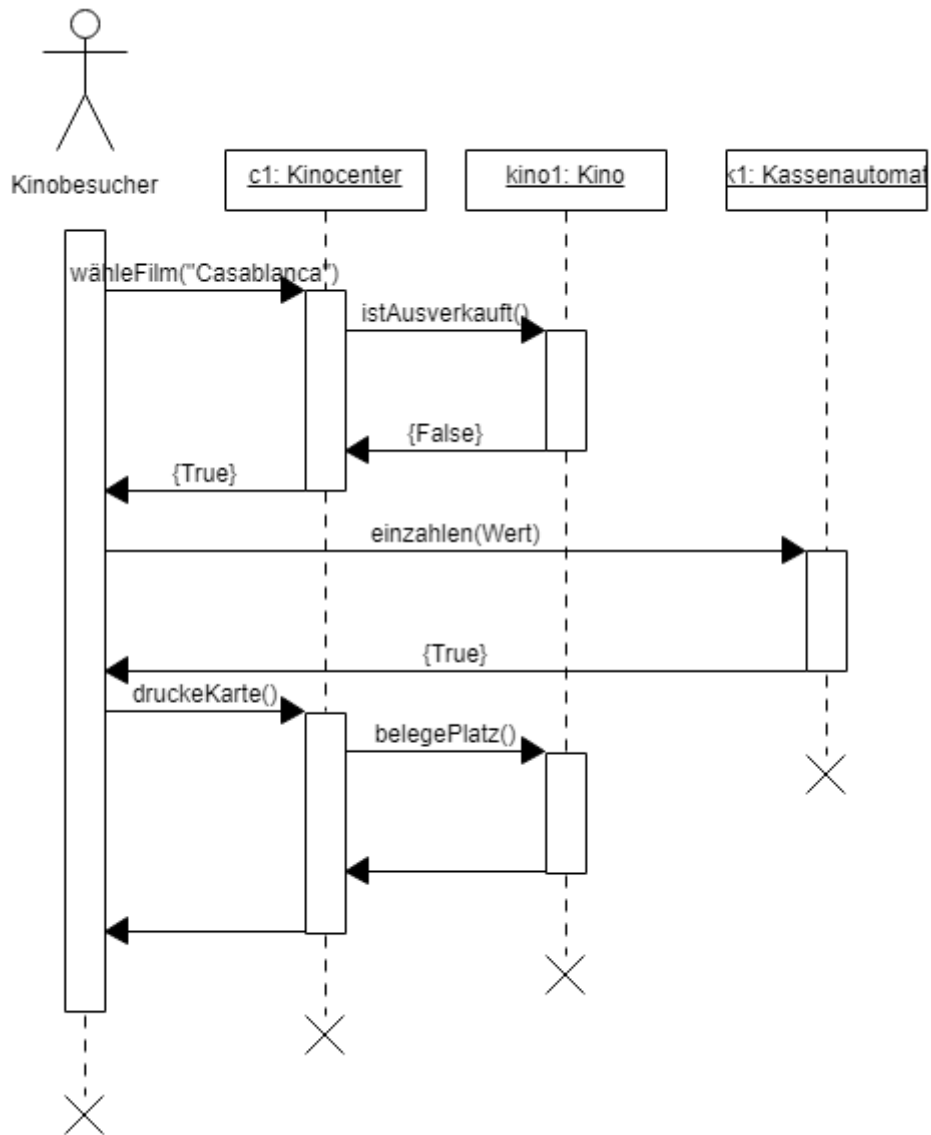 Kinobesucher
c1: Kinocenter
kino1: Kino
k1: Kassenautomat
wähleFilm("Casablanca")
istAusverkauft()
{False}
{True}
einzahlen(Wert)
{True}
druckeKarte()
belegePlatz()